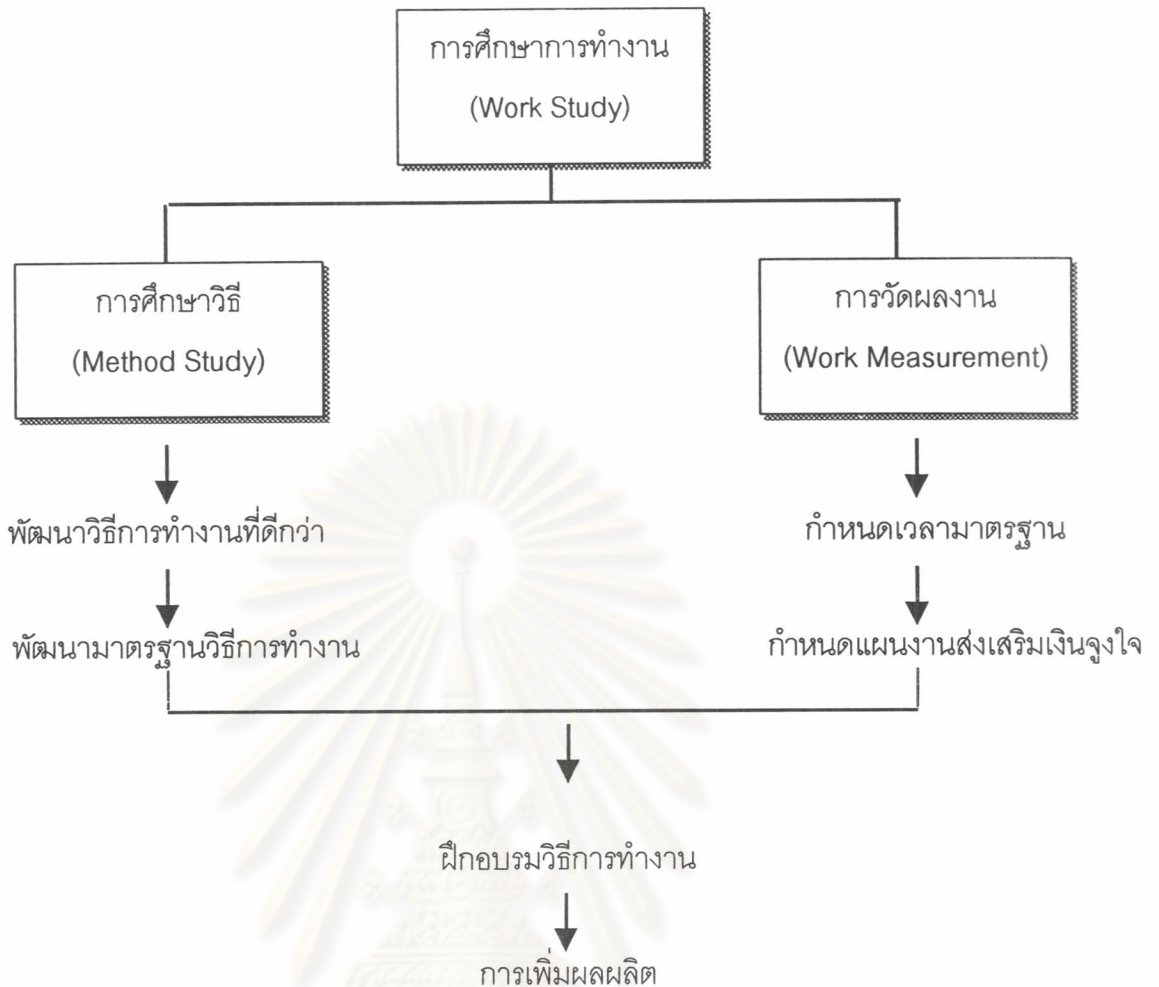 การศึกษาการทำงาน
(Work Study)
การศึกษาวิธี
(Method Study)
การวัดผลงาน
(Work Measurement)
พัฒนาวิธีการทำงานที่ดีกว่า
กำหนดเวลามาตรฐาน
พัฒนามาตรฐานวิธีการทำงาน
กำหนดแผนงานส่งเสริมเงินจูงใจ
ฝึกอบรมวิธีการทำงาน
การเพิ่มผลผลิต